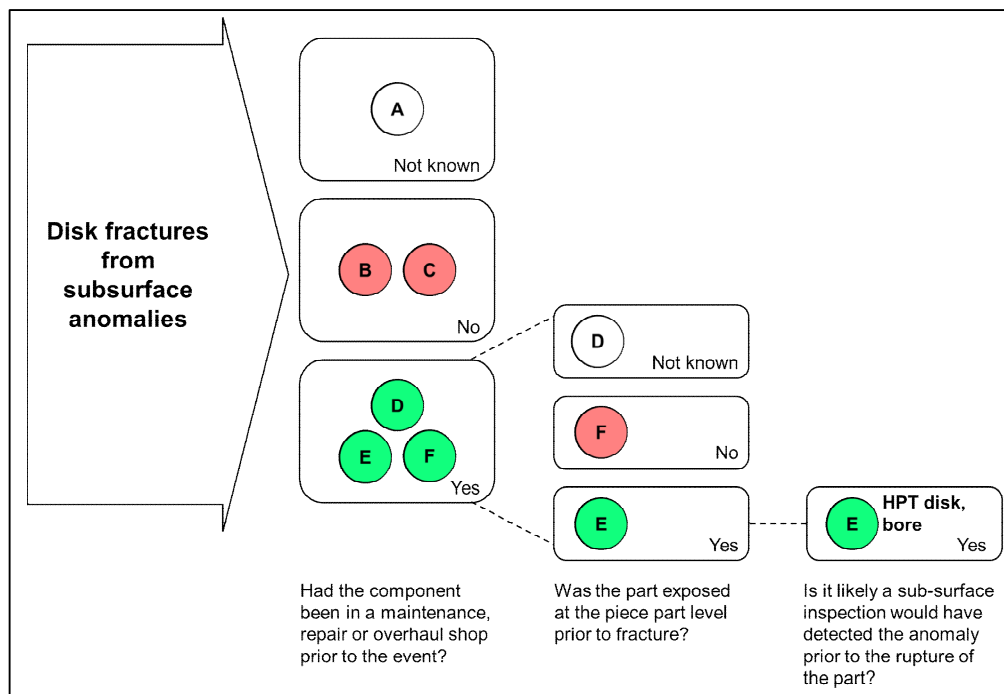 Disk fractures
from
subsurface
anomalies
A
Not known
B C
No
D
E F
Yes
D
Not known
F
No
E
Yes
E HPT disk,
bore
Yes
Had the component
been in a maintenance,
repair or overhaul shop
prior to the event?
Was the part exposed
at the piece part level
prior to fracture?
Is it likely a sub-surface
inspection would have
detected the anomaly
prior to the rupture of
the part?